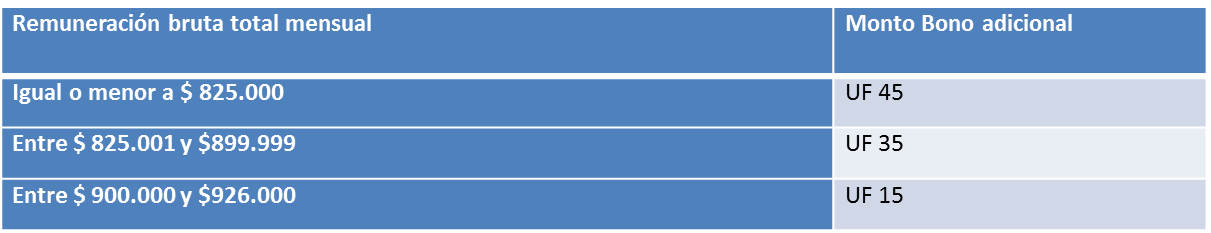 Remuneración bruta total mensual Monto Bono adicional
Igual o menor a $ 825.000 UF 45
Entre $ 825.001 y $899.999 UF 35
Entre $ 900.000 y $926.000 UF 15